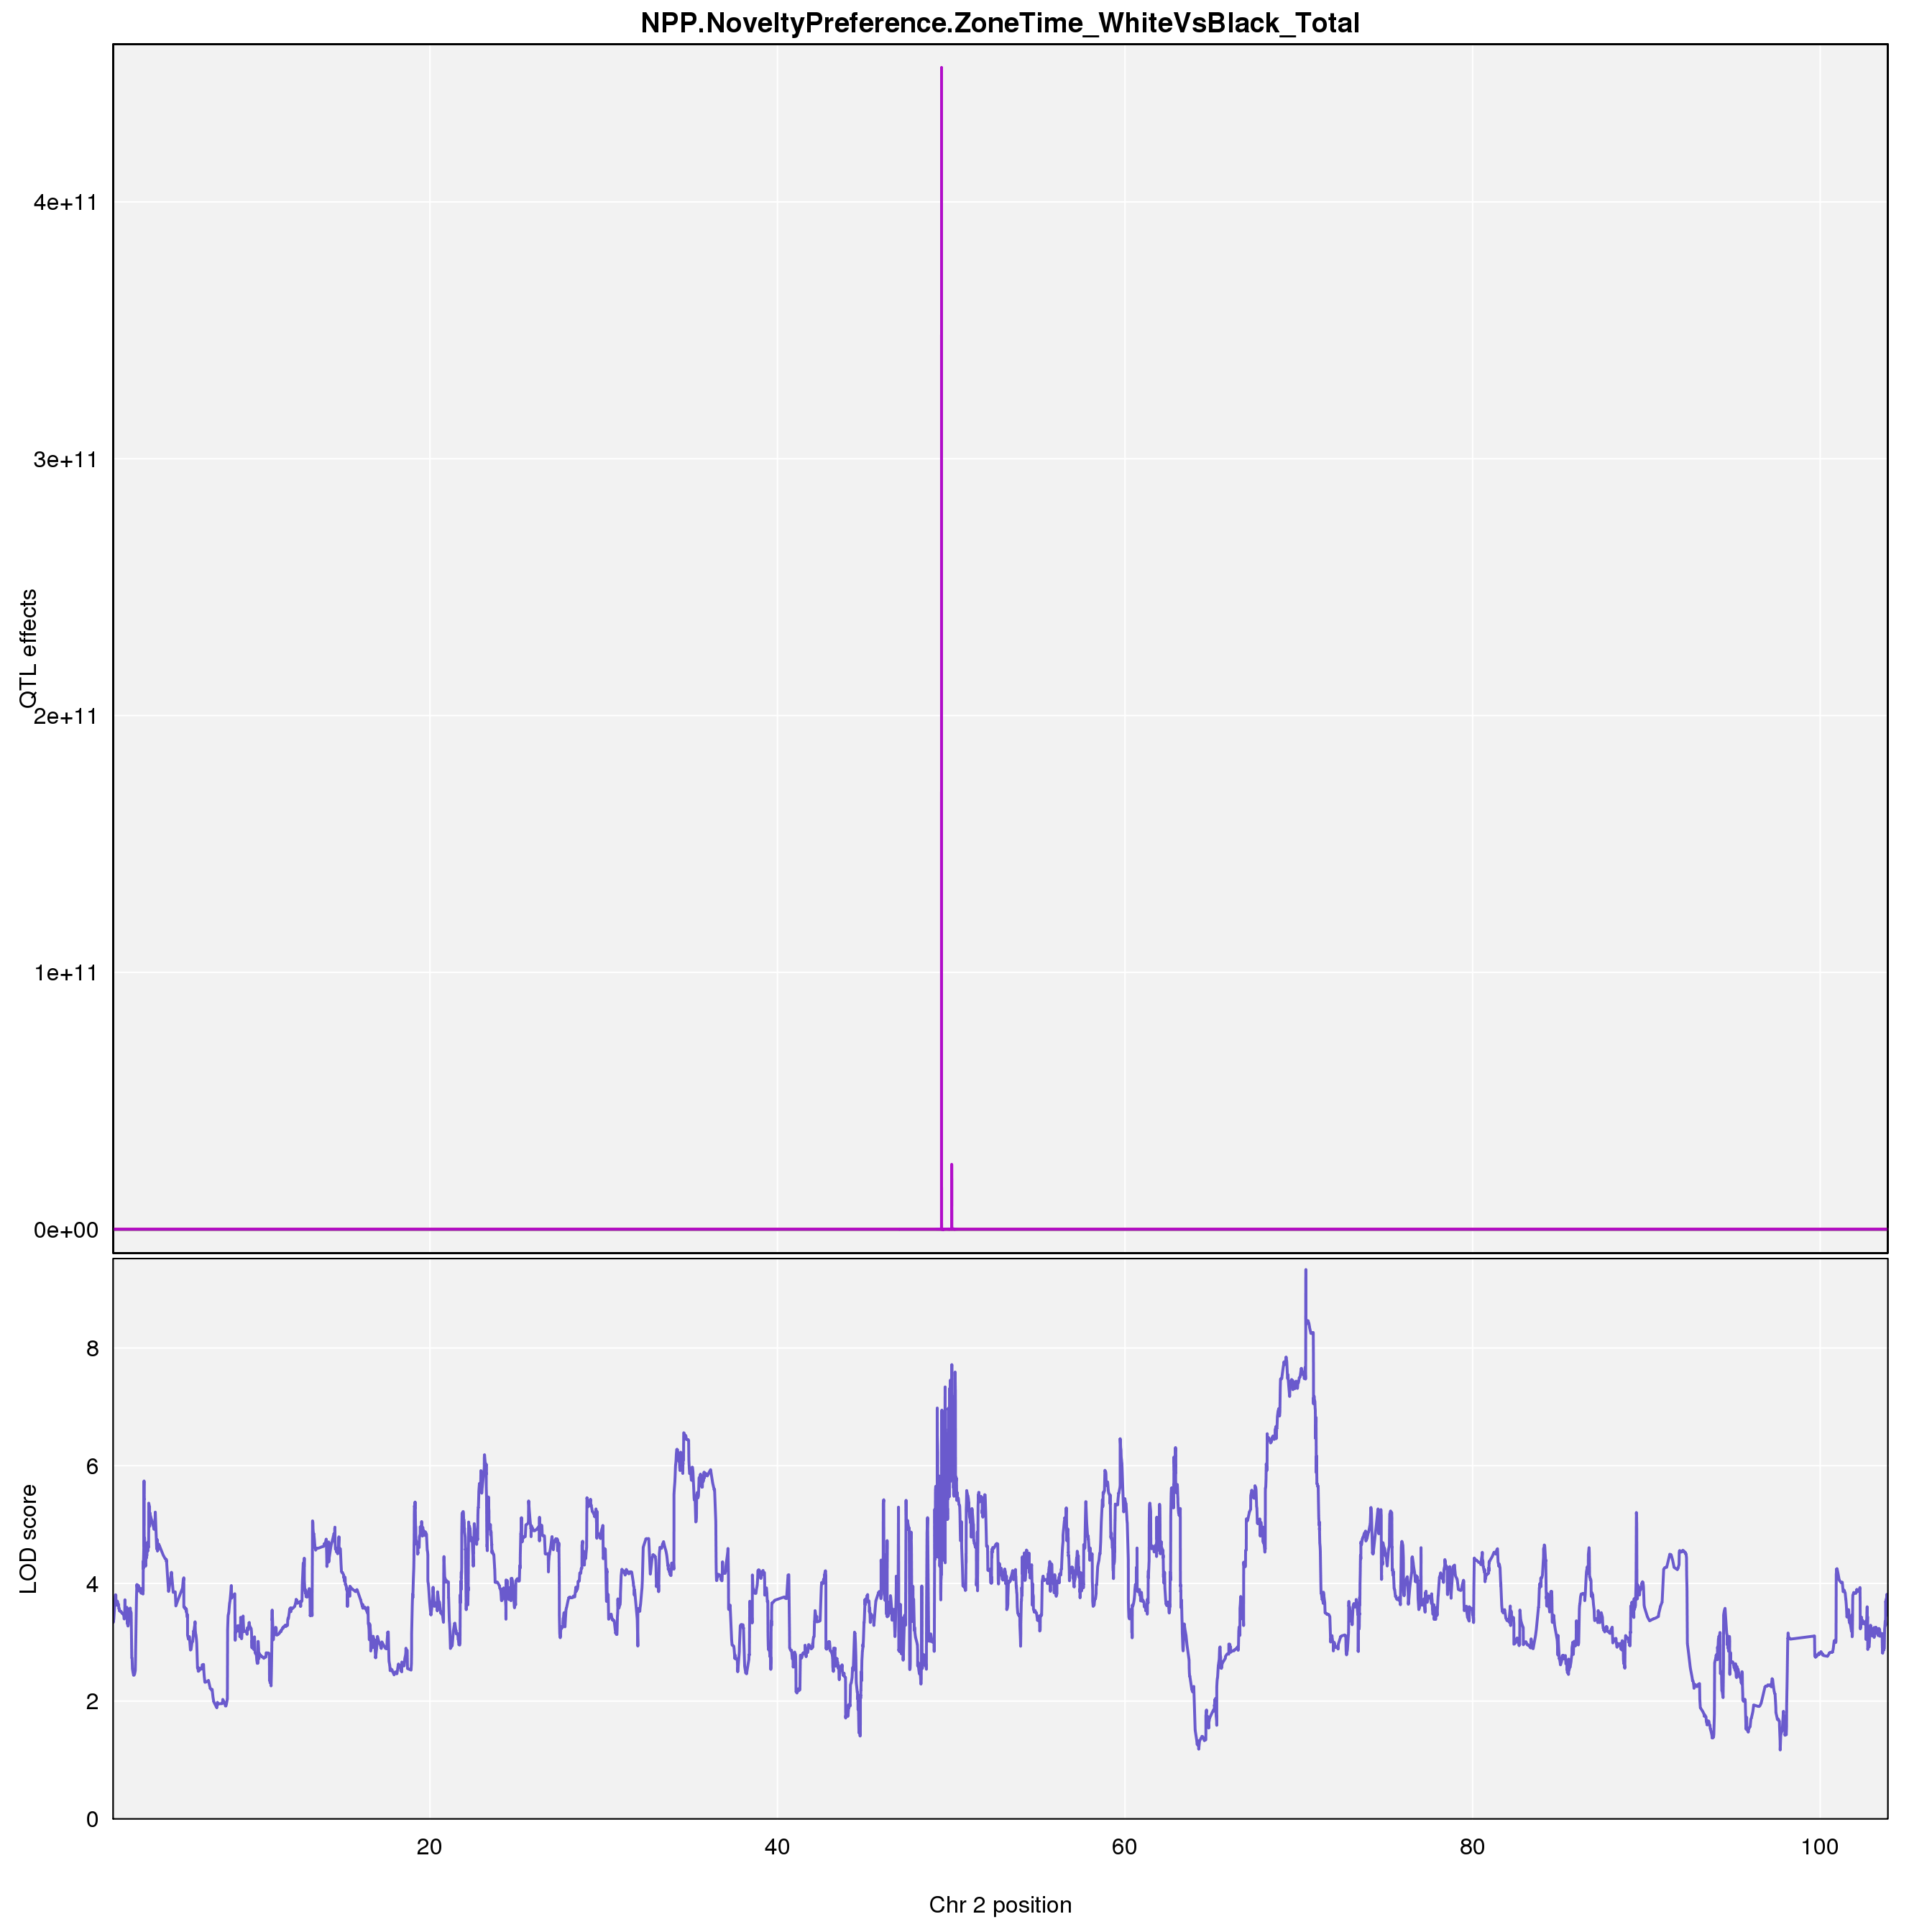 NPP.NoveltyPreference.ZoneTime_WhiteVsBlack_Total
4e+11
3e+11
2e+11
1e+11
0e+00
QTL effects
8
6
4
2
0
LOD score
20 40 60 80 100
Chr 2 position